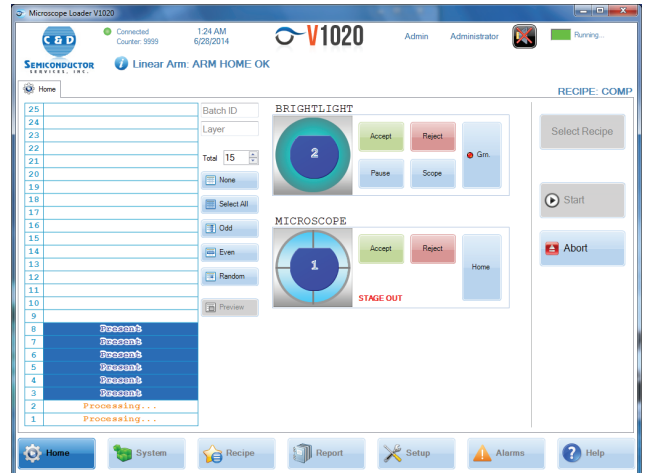 Microscope Loader V1020
C & D
SEMICONDUCTOR
SERVICES, INC.
Connected
Counter: 9999
1:24 AM
6/28/2014
V1020
Admin
Administrator
Running...
Linear Arm: ARM HOME OK
Home
RECIPE: COMP
25
24
23
22
21
20
19
18
17
16
15
14
13
12
11
10
9
8 Present
7 Present
6 Present
5 Present
4 Present
3 Present
2 Processing...
1 Processing...
Batch ID
Layer
Total 15
None
Select All
Odd
Even
Random
Preview
BRIGHTLIGHT
2
Accept
Reject
Grn.
Pause
Scope
MICROSCOPE
1
Accept
Reject
Home
STAGE OUT
Select Recipe
Start
Abort
Home
System
Recipe
Report
Setup
Alarms
Help